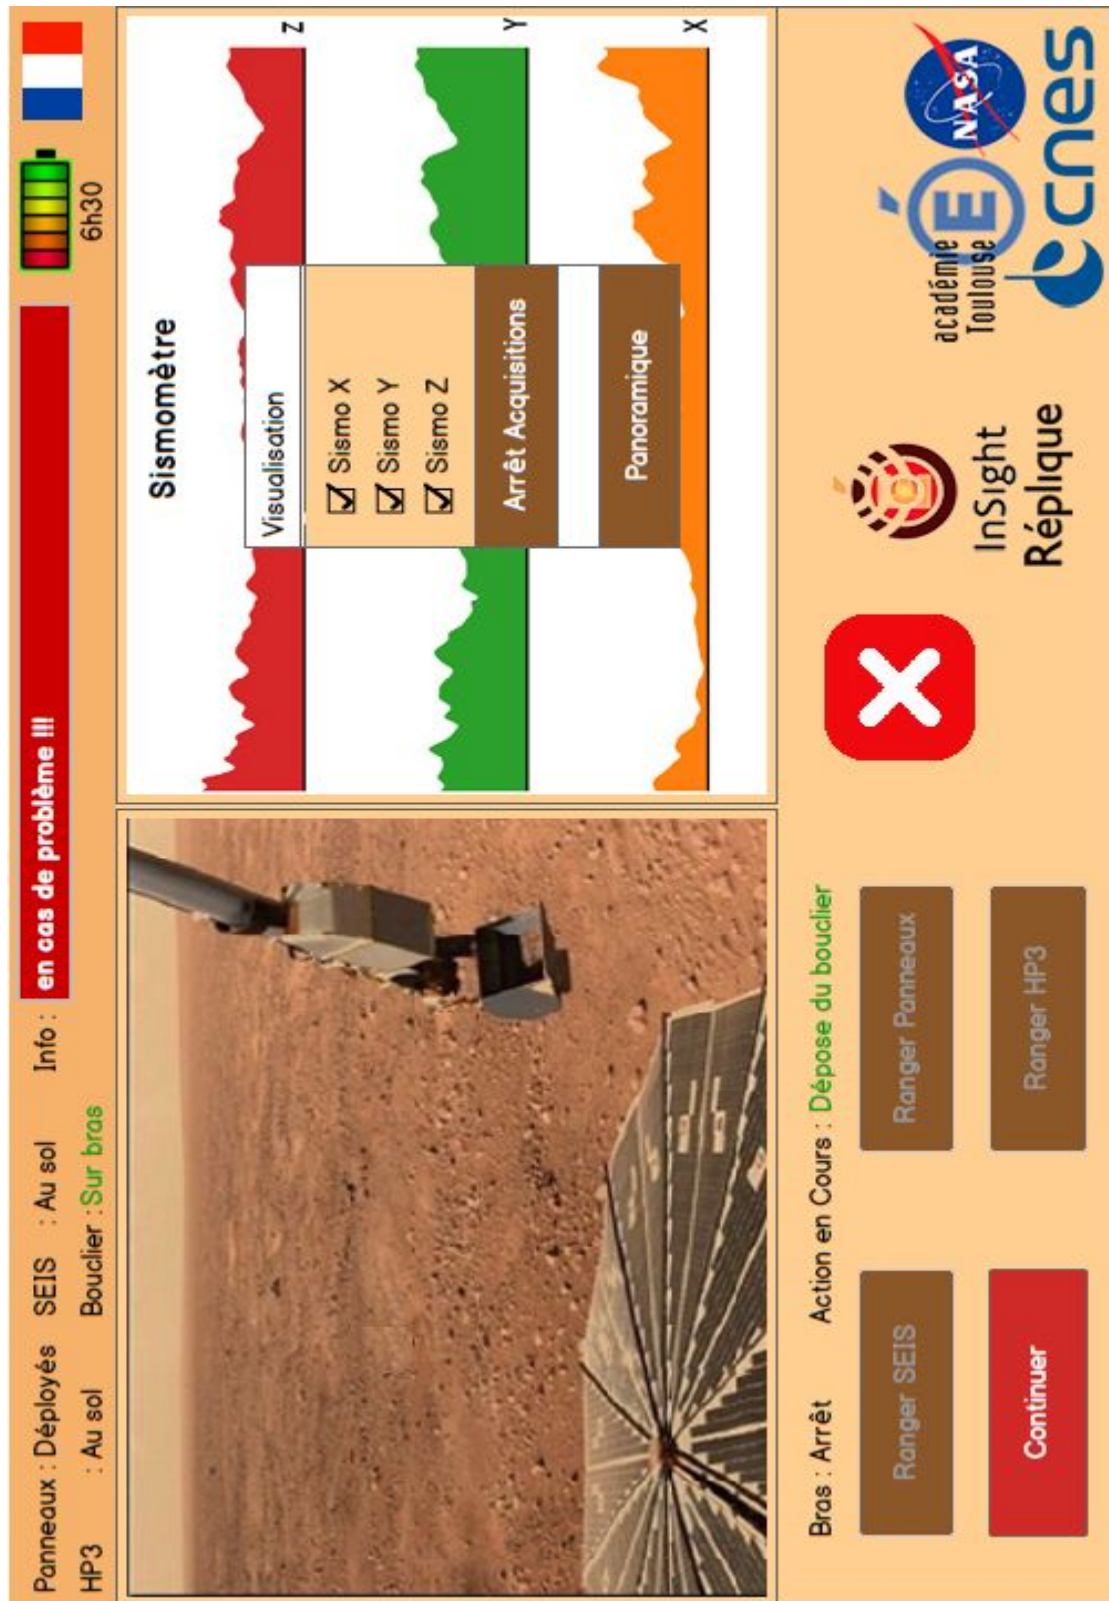 Panneaux : Déployés SEIS : Au sol Info : en cas de problème !!!
HP3 : Au sol Bouclier : Sur bras
6h30
Sismomètre
Z
Y
X
Visualisation
Sismo X
Sismo Y
Sismo Z
Arrêt Acquisitions
Panoramique
Bras : Arrêt Action en Cours : Dépose du bouclier
Ranger SEIS
Ranger Panneaux
Continuer
Ranger HP3
InSight
Réplique
académie
Toulouse
É
NASA
cnes